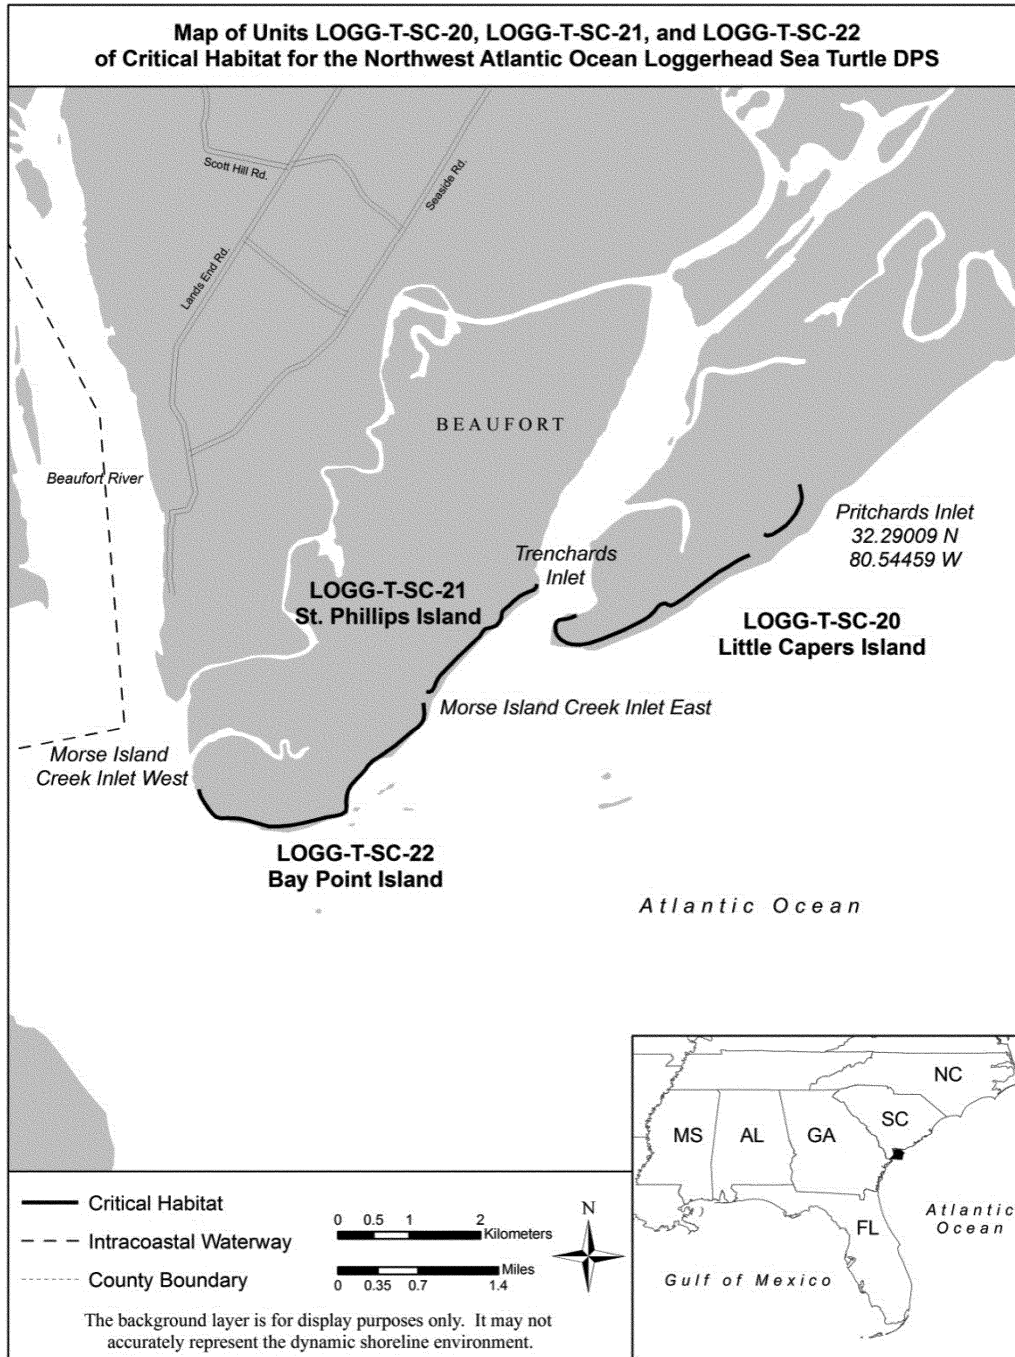 Map of Units LOGG-T-SC-20, LOGG-T-SC-21, and LOGG-T-SC-22
of Critical Habitat for the Northwest Atlantic Ocean Loggerhead Sea Turtle DPS
Scott Hill Rd.
Seaside Rd.
Lands End Rd.
BEAUFORT
Beaufort River
Pritchards Inlet
32.29009 N
80.54459 W
Trenchards
Inlet
LOGG-T-SC-21
St. Phillips Island
LOGG-T-SC-20
Little Capers Island
Morse Island Creek Inlet East
Morse Island
Creek Inlet West
LOGG-T-SC-22
Bay Point Island
Atlantic Ocean
NC
SC
MS
AL
GA
FL
Atlantic
Ocean
Gulf of Mexico
Critical Habitat
Intracoastal Waterway
County Boundary
0 0.5 1 2
Kilometers
Miles
0 0.35 0.7 1.4
N
The background layer is for display purposes only. It may not
accurately represent the dynamic shoreline environment.